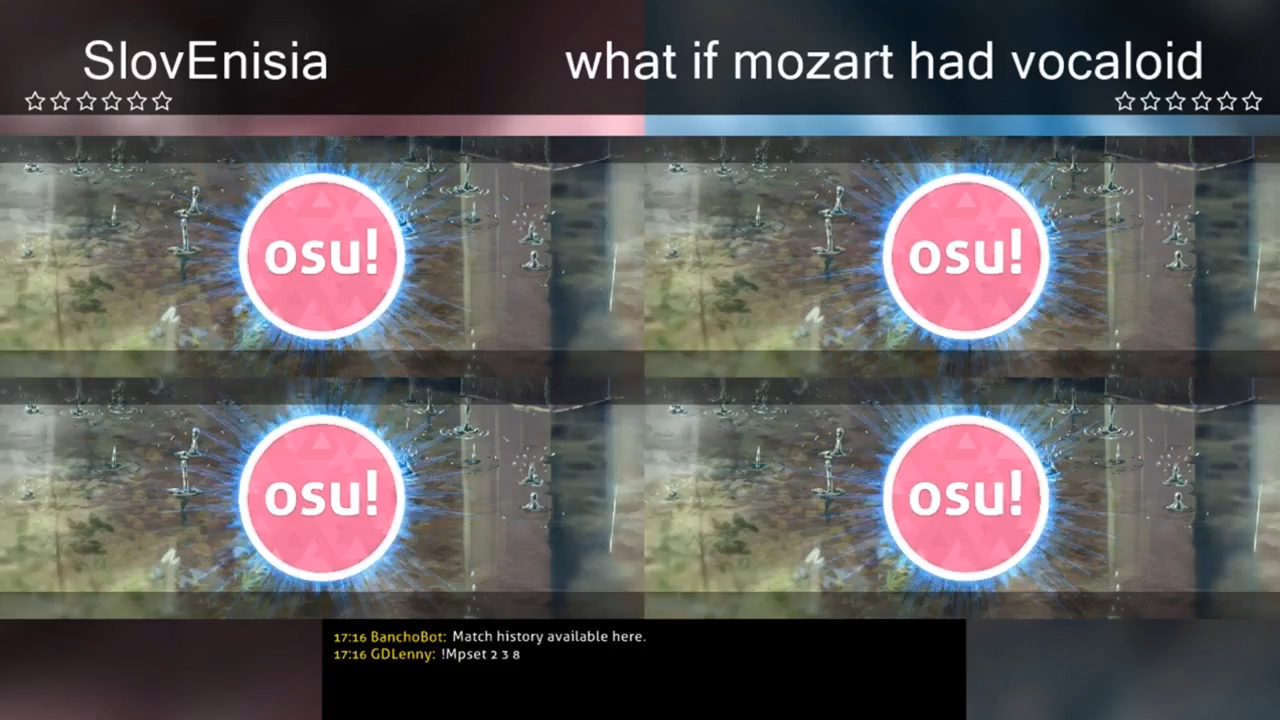 SlovEnisia
what if mozart had vocaloid
osu!
osu!
osu!
osu!
17:16 BanchoBot: Match history available here.
17:16 GDLenny: !Mpset 2 3 8